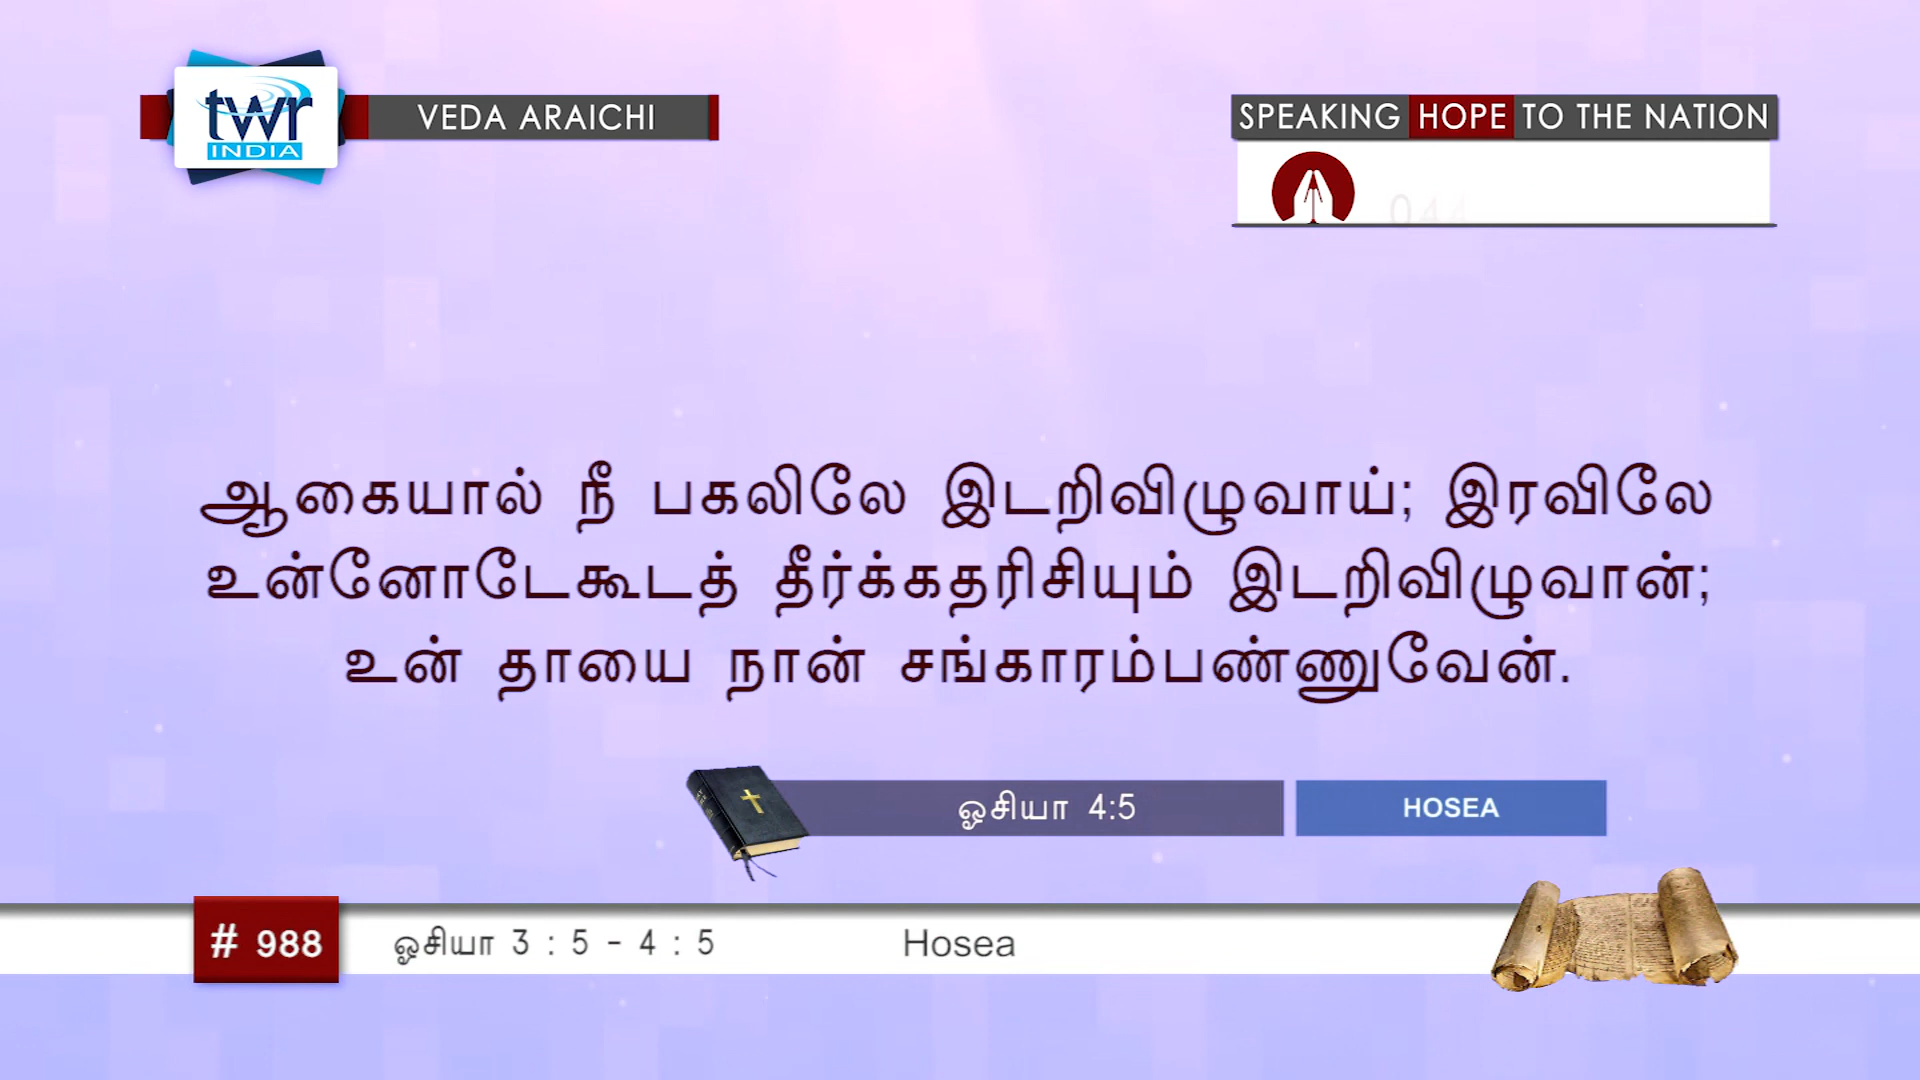 twr
INDIA
VEDA ARAICHI
SPEAKING HOPE TO THE NATION
044
ஆகையால் நீ பகலிலே இடறிவிழுவாய்; இரவிலே
உன்னோடேகூடத் தீர்க்கதரிசியும் இடறிவிழுவான்;
உன் தாயை நான் சங்காரம்பண்ணுவேன்.
ஓசியா 4:5
HOSEA
# 988
ஓசியா 3 : 5 - 4 : 5
Hosea